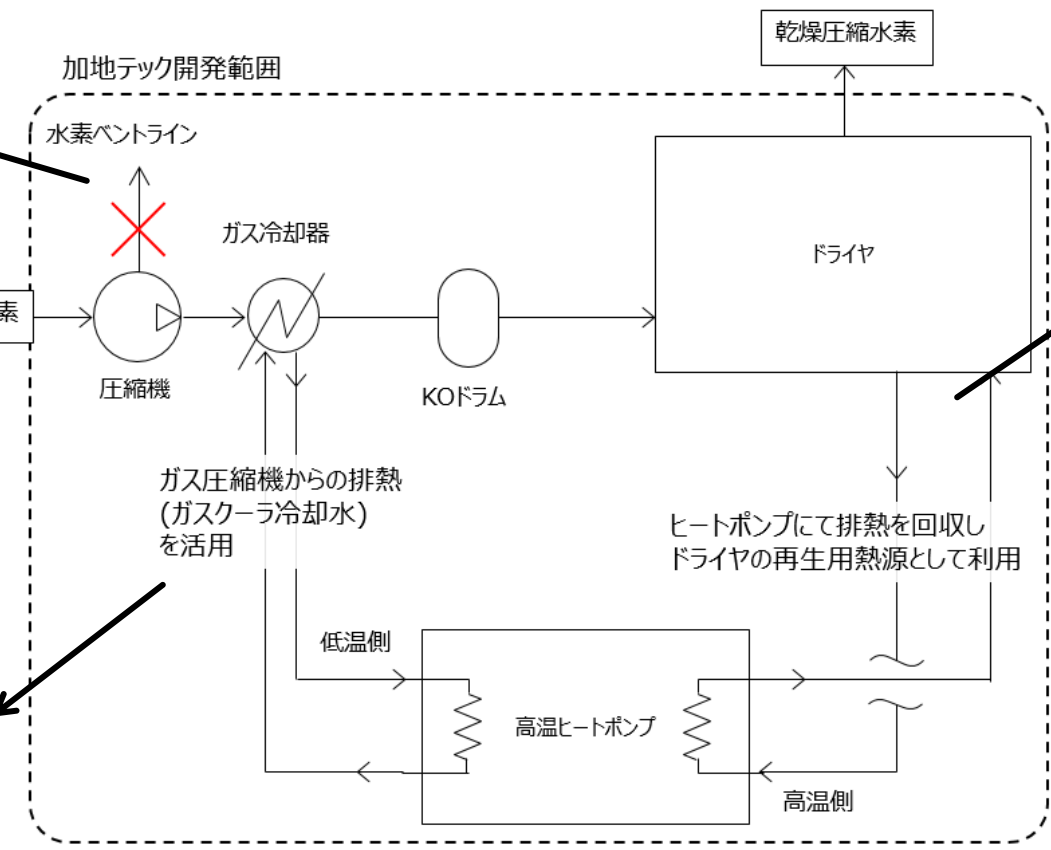 乾燥圧縮水素
加地テック開発範囲
水素ベントライン
ガス冷却器
ドライヤ
素
圧縮機
KOドラム
ガス圧縮機からの排熱
(ガスクーラ冷却水)
を活用
ヒートポンプにて排熱を回収し
ドライヤの再生用熱源として利用
低温側
高温ヒートポンプ
高温側